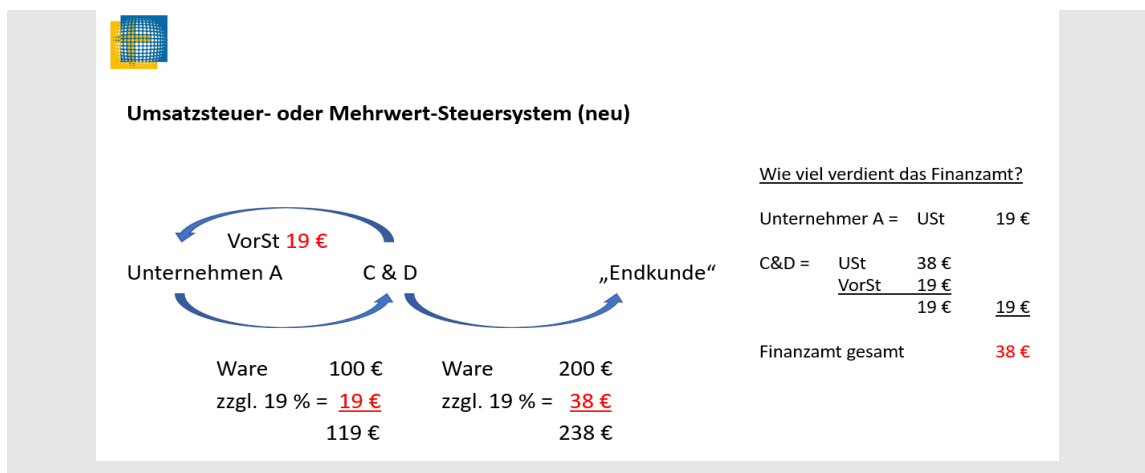 Umsatzsteuer- oder Mehrwert-Steuersystem (neu)
VorSt 19 €
Unternehmen A C & D „Endkunde“
Ware 100 €
zzgl. 19 % = 19 €
119 €
Ware 200 €
zzgl. 19 % = 38 €
238 €
Wie viel verdient das Finanzamt?
Unternehmer A = USt 19 €
C&D = USt 38 €
VorSt 19 €
19 € 19 €
Finanzamt gesamt 38 €